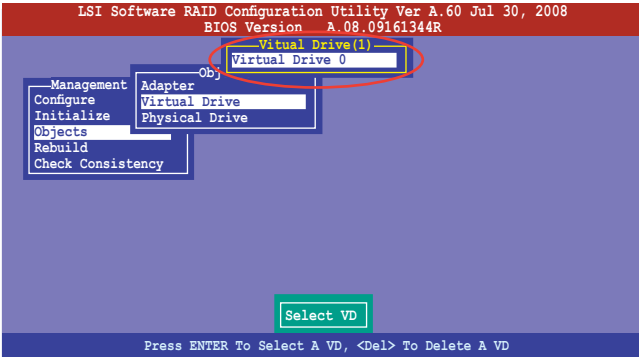 LSI Software RAID Configuration Utility Ver A.60 Jul 30, 2008
BIOS Version A.08.09161344R
Vitual Drive(1)
Virtual Drive 0
Obj
Adapter
Virtual Drive
Physical Drive
Management
Configure
Initialize
Objects
Rebuild
Check Consistency
Select VD
Press ENTER To Select A VD, <Del> To Delete A VD